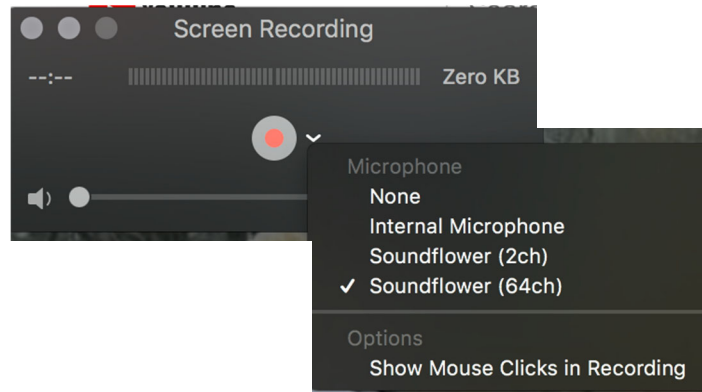 Screen Recording
--:-- Zero KB
Microphone
None
Internal Microphone
Soundflower (2ch)
✓ Soundflower (64ch)
Options
Show Mouse Clicks in Recording